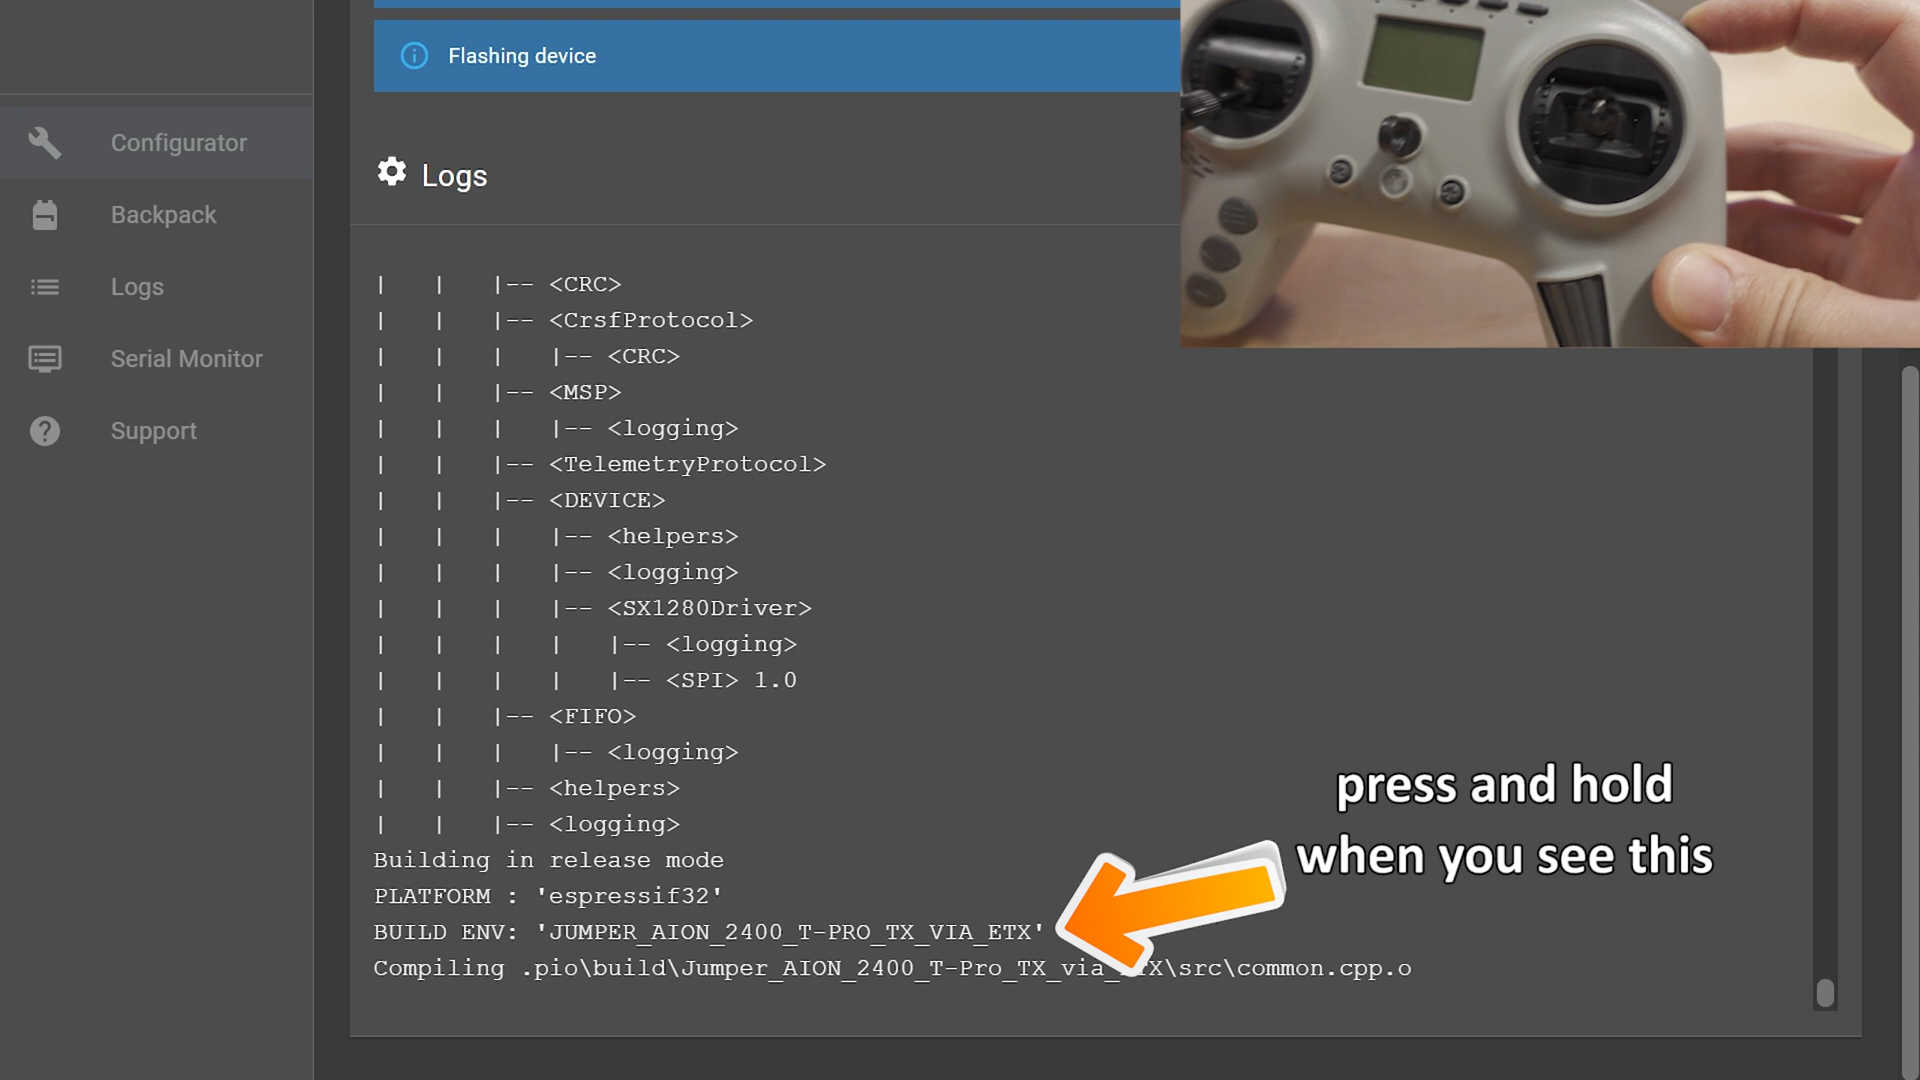 Flashing device
Configurator
Backpack
Logs
Serial Monitor
Support
Logs
| | |-- <CRC>
| | |-- <CrsfProtocol>
| | | |-- <CRC>
| | |-- <MSP>
| | | |-- <logging>
| | |-- <TelemetryProtocol>
| | |-- <DEVICE>
| | | |-- <helpers>
| | | |-- <logging>
| | | |-- <SX1280Driver>
| | | | |-- <logging>
| | | | |-- <SPI> 1.0
| | |-- <FIFO>
| | | |-- <logging>
| | |-- <helpers>
| | |-- <logging>
Building in release mode
PLATFORM : 'espressif32'
BUILD ENV: 'JUMPER_AION_2400_T-PRO_TX_VIA_ETX'
Compiling .pio\build\Jumper_AION_2400_T-Pro_TX_via_ETX\src\common.cpp.o
press and hold
when you see this